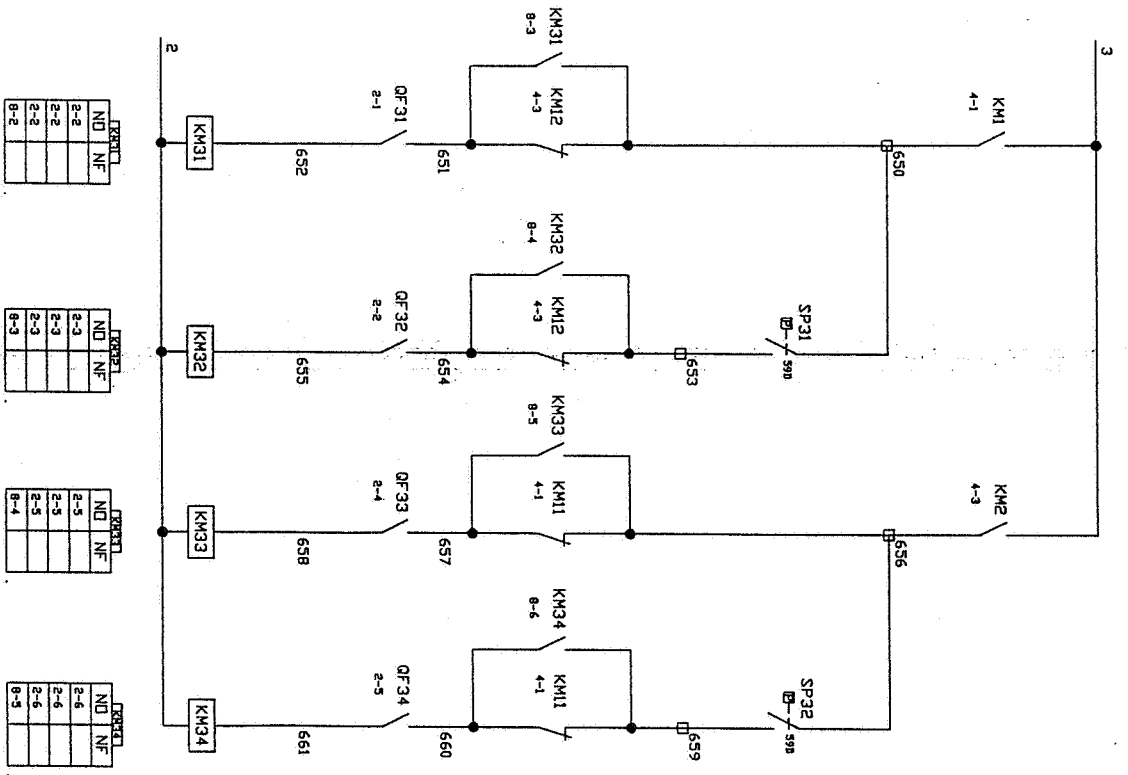 3
KM1
4-1
KM2
4-3
650
656
SP31
P
59D
SP32
P
59D
653
659
KM31
8-3
KM12
4-3
KM32
8-4
KM12
4-3
KM33
8-5
KM11
4-1
KM34
8-6
KM11
4-1
651
654
657
660
QF31
2-1
QF32
2-2
QF33
2-4
QF34
2-5
652
655
658
661
KM31
KM32
KM33
KM34
2
KM31
NO NF
2-2
2-2
2-2
8-2
KM32
NO NF
2-3
2-3
2-3
8-3
KM33
NO NF
2-5
2-5
2-5
8-4
KM34
NO NF
2-6
2-6
2-6
8-5